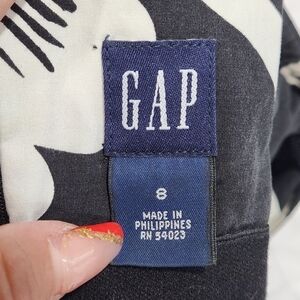 GAP
8
MADE IN
PHILIPPINES
RN 54023